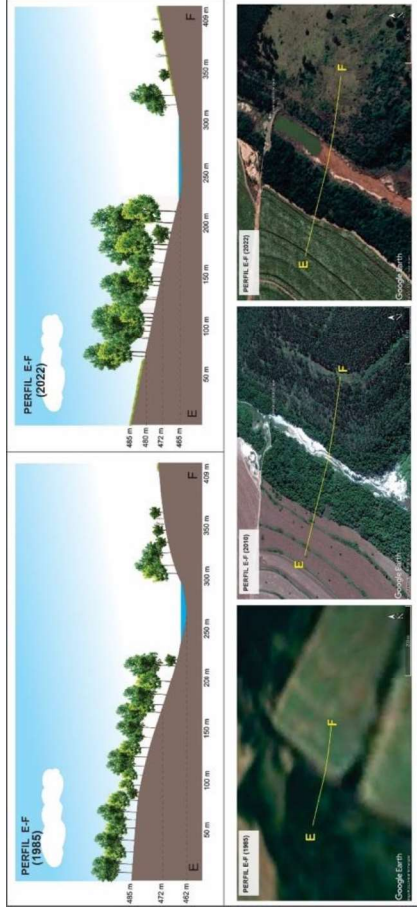 PERFIL E-F
(1985)
485 m
472 m
462 m
E
F
50 m
100 m
150 m
200 m
250 m
300 m
350 m
409 m
PERFIL E-F
(2022)
485 m
480 m
472 m
465 m
E
F
50 m
100 m
150 m
200 m
250 m
300 m
350 m
409 m
PERFIL E-F (1985)
E
F
Google Earth
N
PERFIL E-F (2010)
E
F
Google Earth
N
PERFIL E-F (2022)
E
F
Google Earth
N